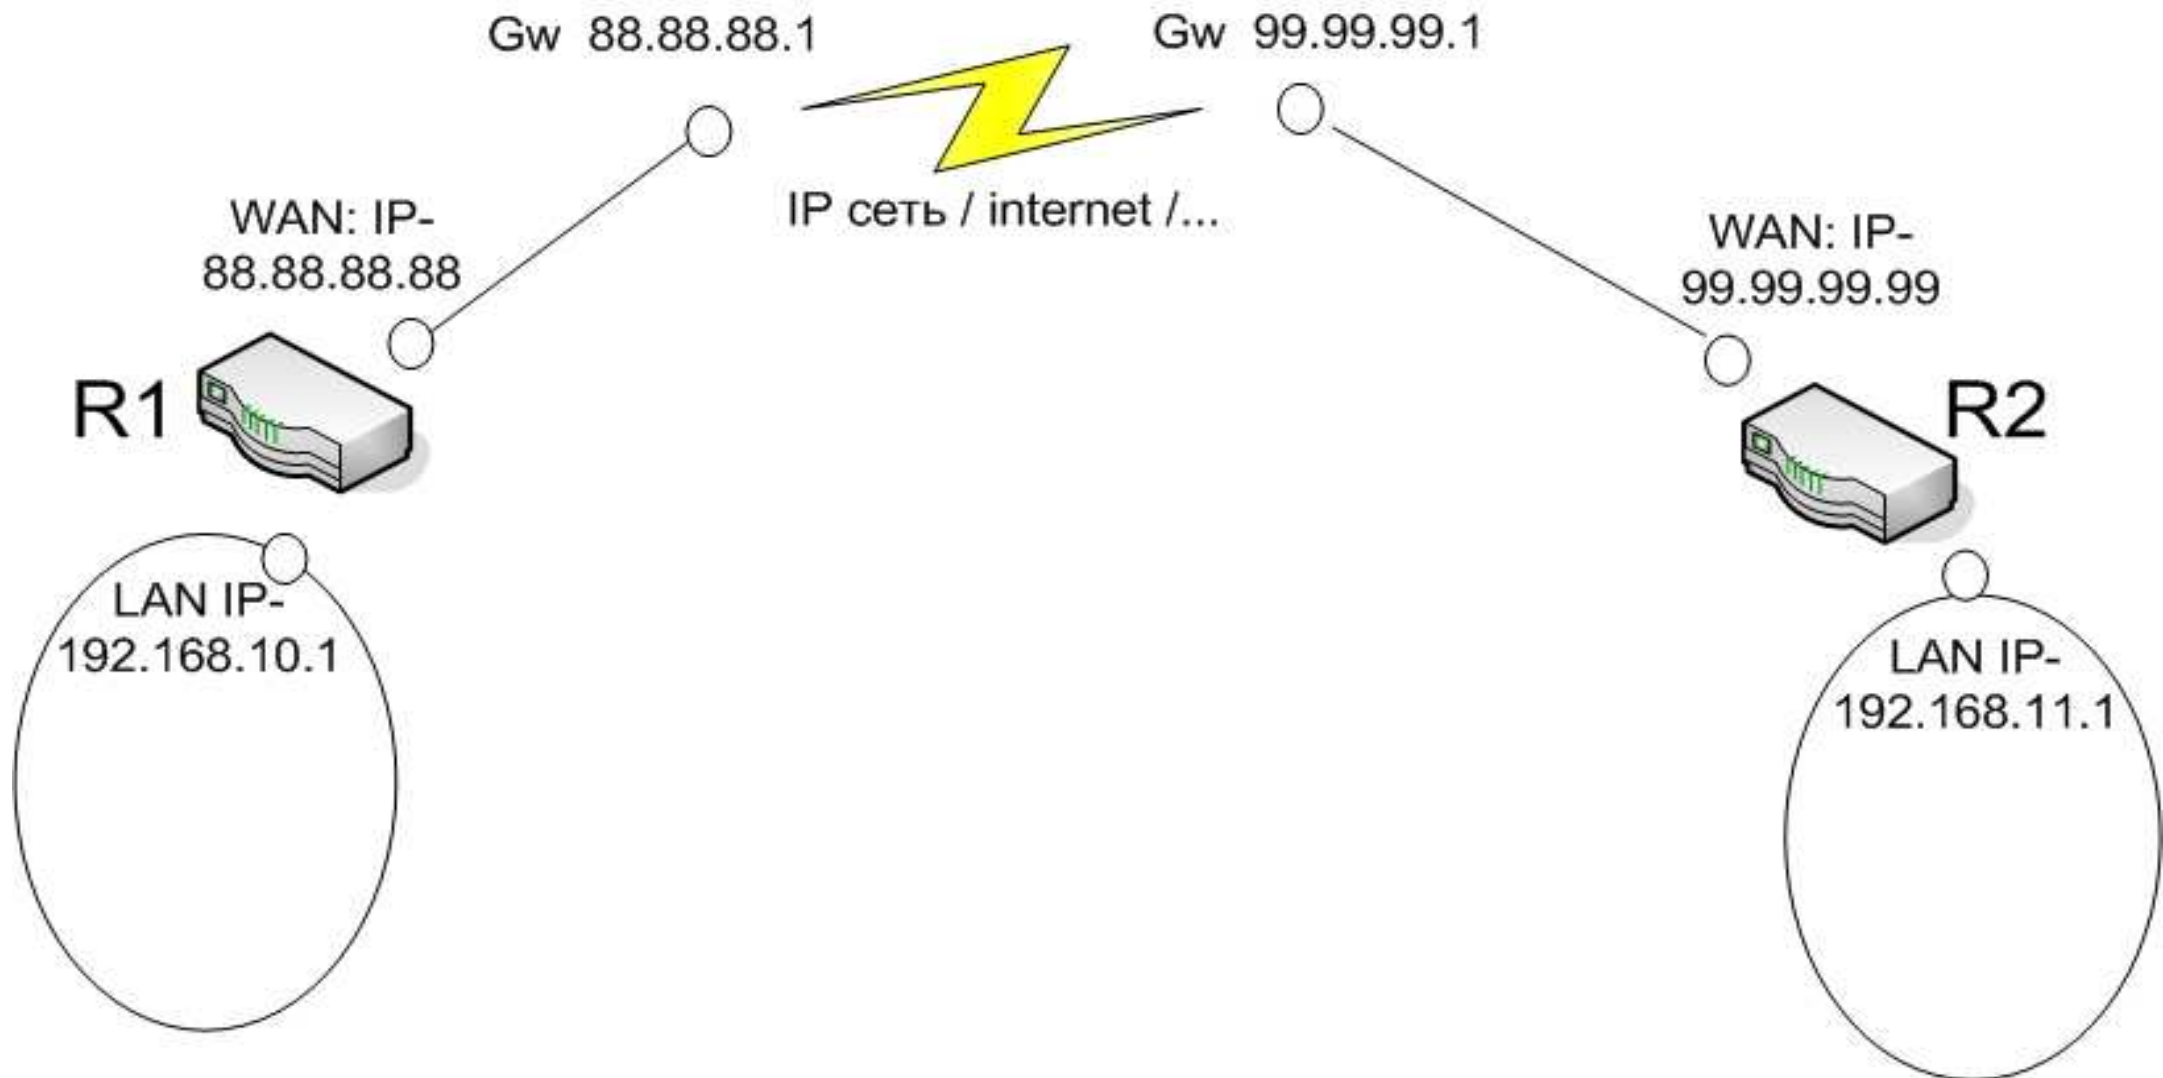 Gw 88.88.88.1
Gw 99.99.99.1
IP сеть / internet /...
WAN: IP-
88.88.88.88
WAN: IP-
99.99.99.99
R1
R2
LAN IP-
192.168.10.1
LAN IP-
192.168.11.1